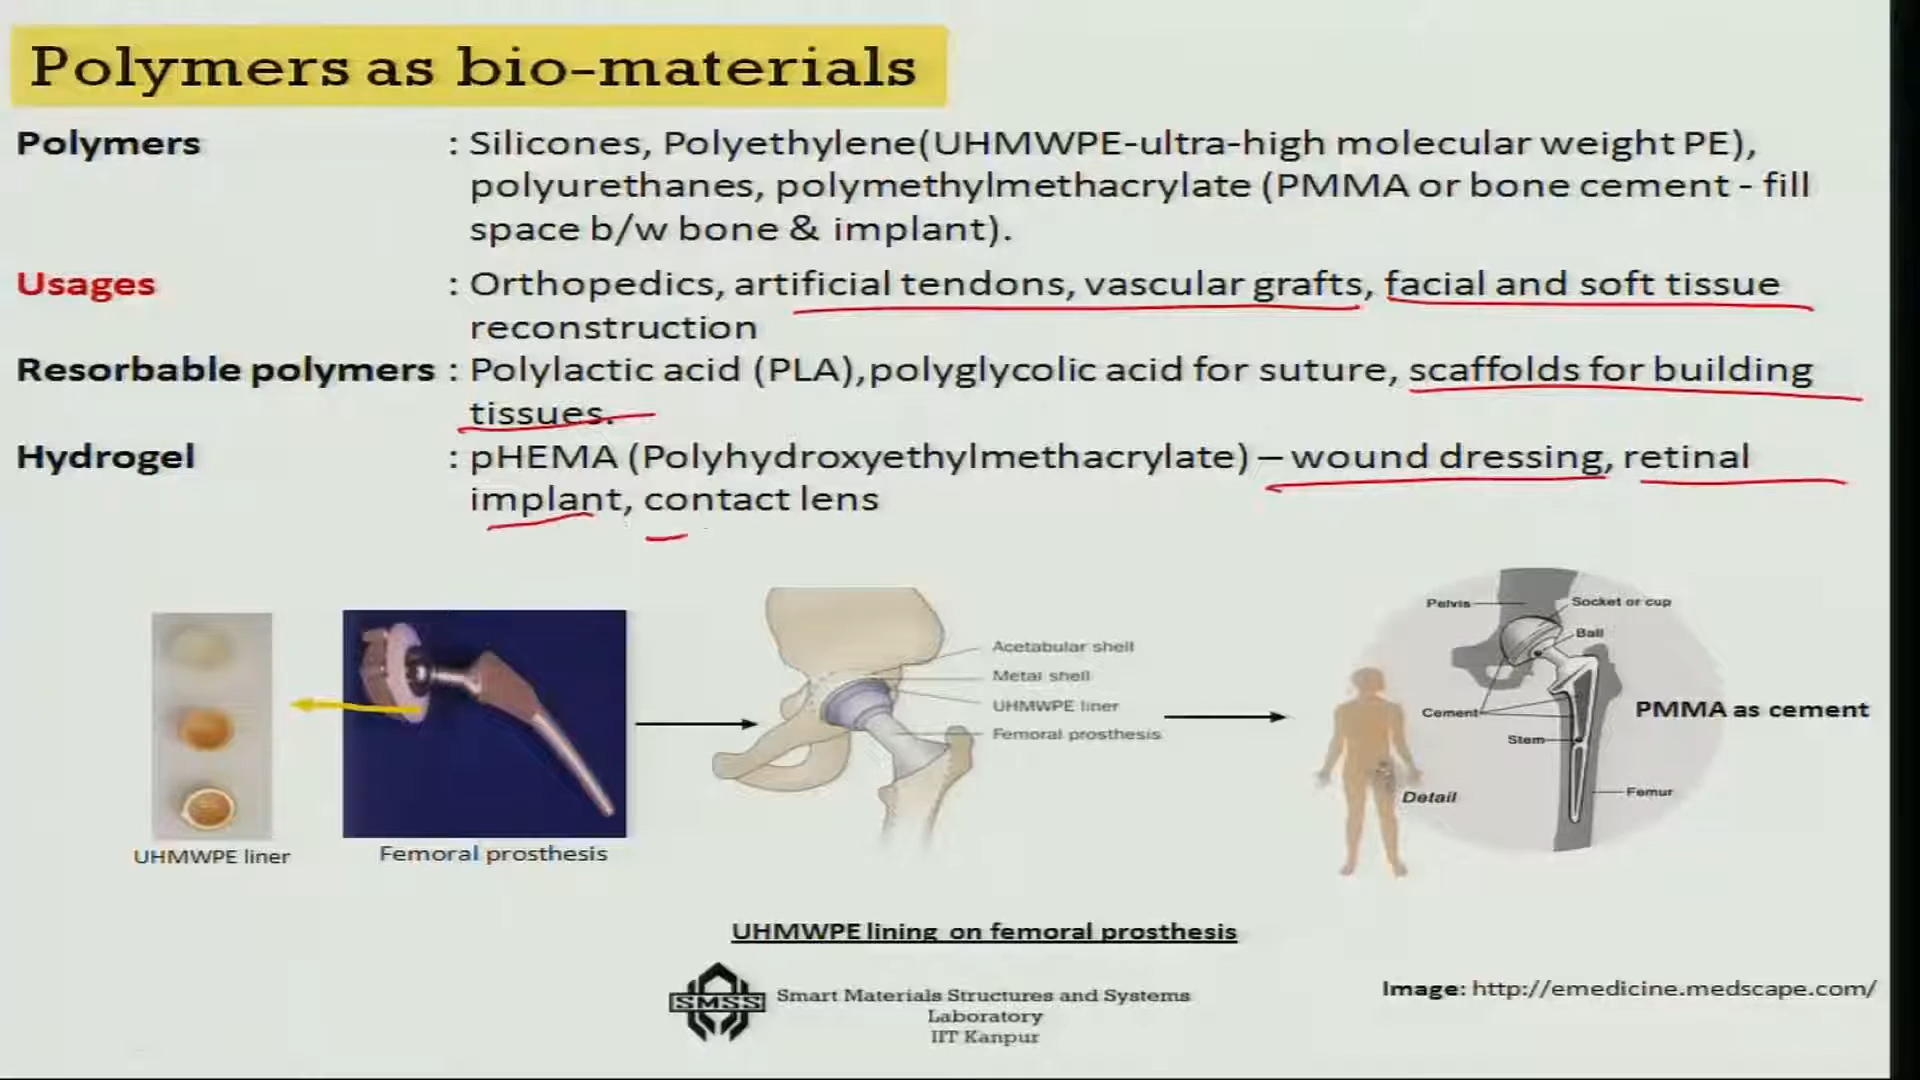 Polymers as bio-materials
Polymers : Silicones, Polyethylene(UHMWPE-ultra-high molecular weight PE),
polyurethanes, polymethylmethacrylate (PMMA or bone cement - fill
space b/w bone & implant).
Usages : Orthopedics, artificial tendons, vascular grafts, facial and soft tissue
reconstruction
Resorbable polymers : Polylactic acid (PLA),polyglycolic acid for suture, scaffolds for building
tissues.
Hydrogel : pHEMA (Polyhydroxyethylmethacrylate) – wound dressing, retinal
implant, contact lens
UHMWPE liner
Femoral prosthesis
Acetabular shell
Metal shell
UHMWPE liner
Femoral prosthesis
Pelvis
Socket or cup
Ball
Cement
Stem
Femur
Detail
PMMA as cement
UHMWPE lining on femoral prosthesis
SMSS
Smart Materials Structures and Systems
Laboratory
IIT Kanpur
Image: http://emedicine.medscape.com/